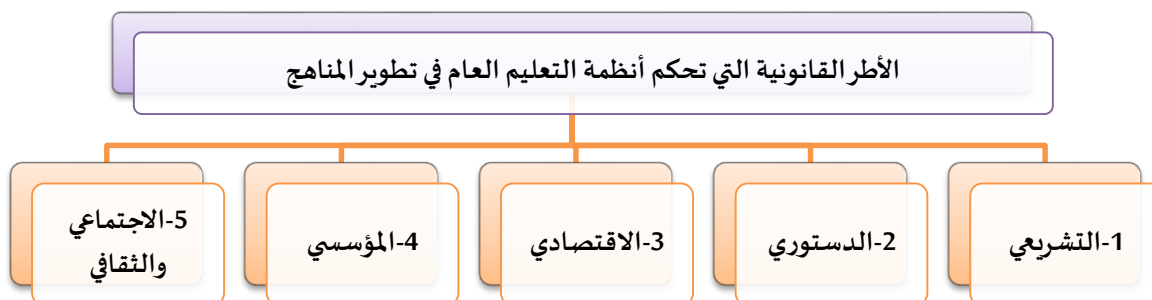 الأطر القانونية التي تحكم أنظمة التعليم العام في تطوير المناهج
1-التشريعي
2-الدستوري
3-الاقتصادي
4-المؤسسي
5-الاجتماعي
والثقافي